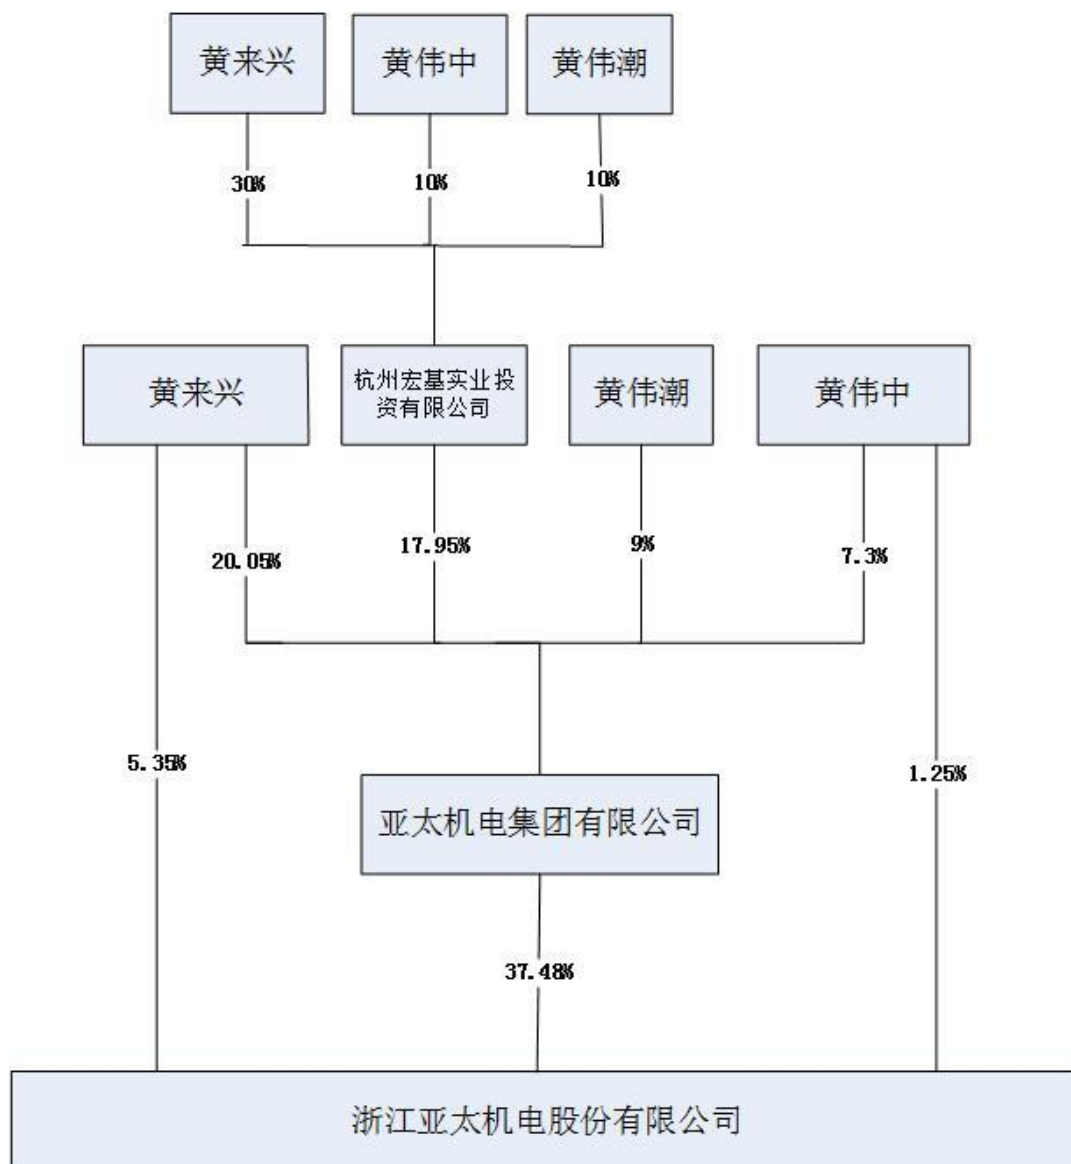 黄来兴
黄伟中
黄伟潮
30%
10%
10%
黄来兴
杭州宏基实业投
资有限公司
黄伟潮
黄伟中
20.05%
17.95%
9%
7.3%
5.35%
1.25%
亚太机电集团有限公司
37.48%
浙江亚太机电股份有限公司